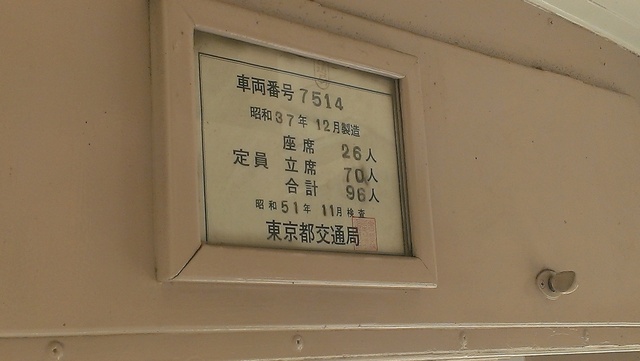 車両番号 7514
昭和37年 12月製造
座席 26人
定員 立席 70人
合計 96人
昭和51年 11月検査
東京都交通局